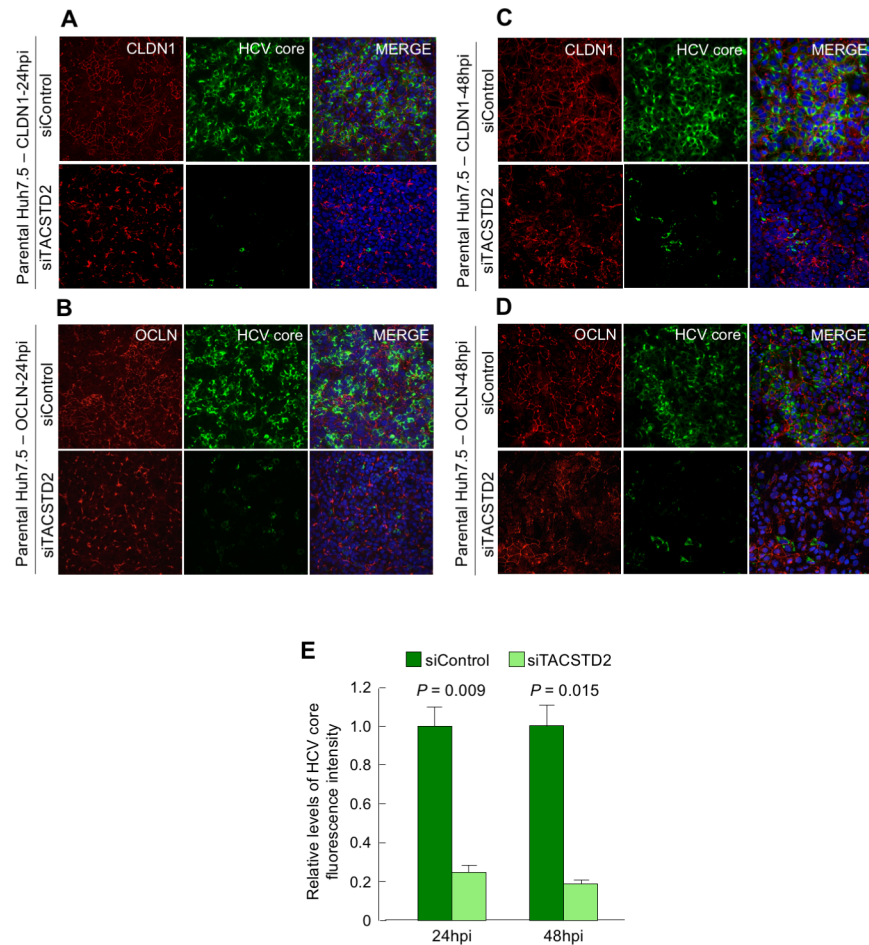 A
CLDN1 HCV core MERGE
siControl
siTACSTD2
Parental Huh7.5 – CLDN1-24hpi
B
OCLN HCV core MERGE
siControl
siTACSTD2
Parental Huh7.5 – OCLN-24hpi
C
CLDN1 HCV core MERGE
siControl
siTACSTD2
Parental Huh7.5 – CLDN1-48hpi
D
OCLN HCV core MERGE
siControl
siTACSTD2
Parental Huh7.5 – OCLN-48hpi
E
siControl siTACSTD2
P = 0.009 P = 0.015
Relative levels of HCV core
fluorescence intensity
1.2
1.0
0.8
0.6
0.4
0.2
0
24hpi 48hpi